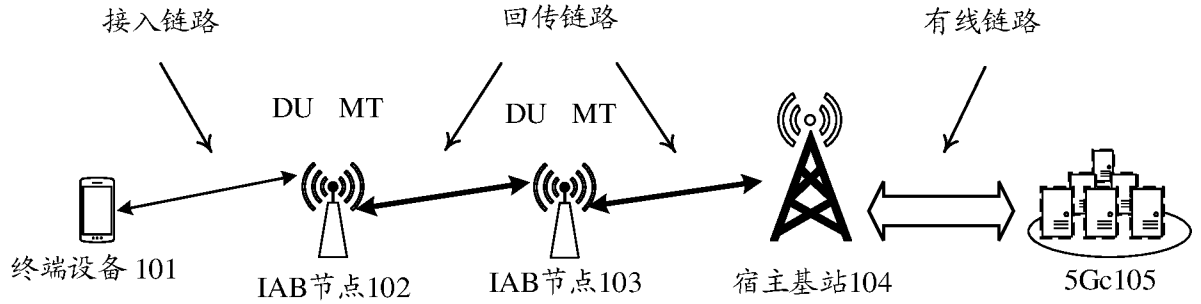 接入链路
回传链路
有线链路
DU MT
DU MT
终端设备 101
IAB节点102
IAB节点103
宿主基站104
5Gc105